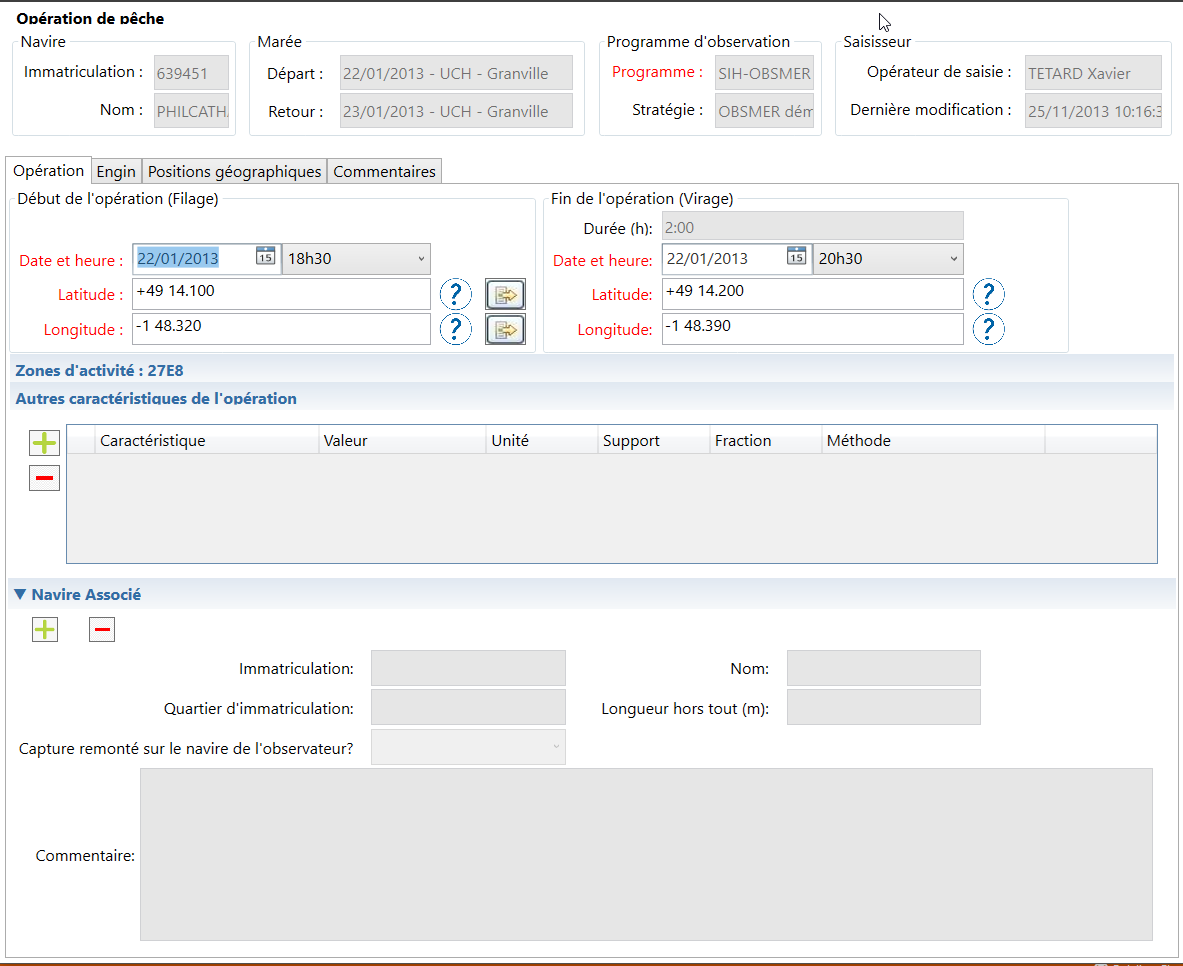 Opération de pêche
Navire
Immatriculation : 639451
Nom : PHILCATH
Marée
Départ : 22/01/2013 - UCH - Granville
Retour : 23/01/2013 - UCH - Granville
Programme d'observation
Programme : SIH-OBSMER
Stratégie : OBSMER dém
Saisisseur
Opérateur de saisie : TETARD Xavier
Dernière modification : 25/11/2013 10:16:3
Opération Engin Positions géographiques Commentaires
Début de l'opération (Filage)
Date et heure : 22/01/2013 15 18h30
Latitude : +49 14.100 ?
Longitude : -1 48.320 ?
Fin de l'opération (Virage)
Durée (h): 2:00
Date et heure: 22/01/2013 15 20h30
Latitude: +49 14.200 ?
Longitude: -1 48.390 ?
Zones d'activité : 27E8
Autres caractéristiques de l'opération
Caractéristique Valeur Unité Support Fraction Méthode
Navire Associé
Immatriculation: Nom:
Quartier d'immatriculation: Longueur hors tout (m):
Capture remonté sur le navire de l'observateur?
Commentaire: